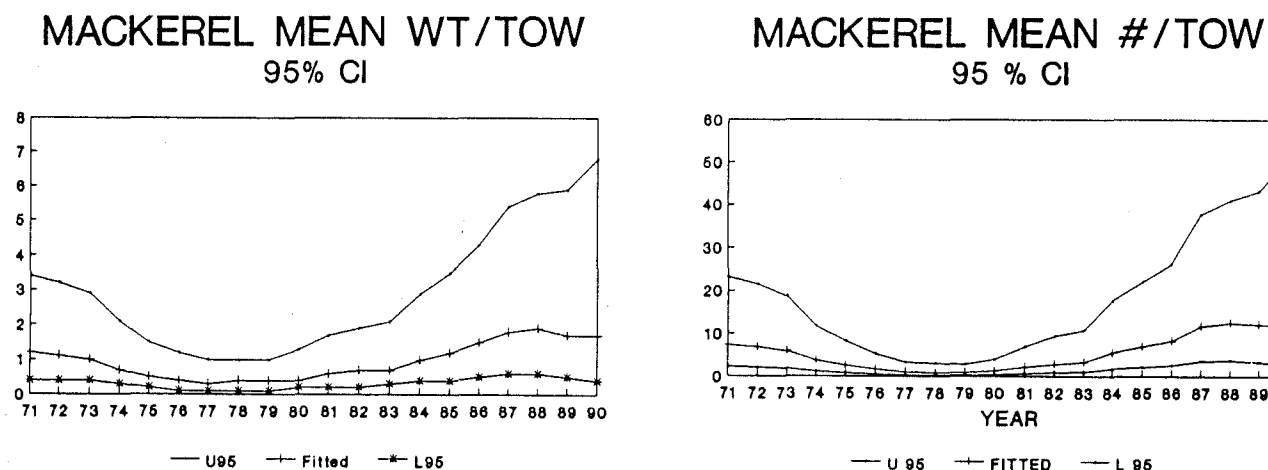 MACKEREL MEAN WT/TOW
95% CI
8
7
6
5
4
3
2
1
0
71 72 73 74 75 76 77 78 79 80 81 82 83 84 85 86 87 88 89 90
U95 Fitted L95
MACKEREL MEAN #/TOW
95 % CI
60
50
40
30
20
10
0
71 72 73 74 75 76 77 78 79 80 81 82 83 84 85 86 87 88 89
YEAR
U 95 FITTED L 95